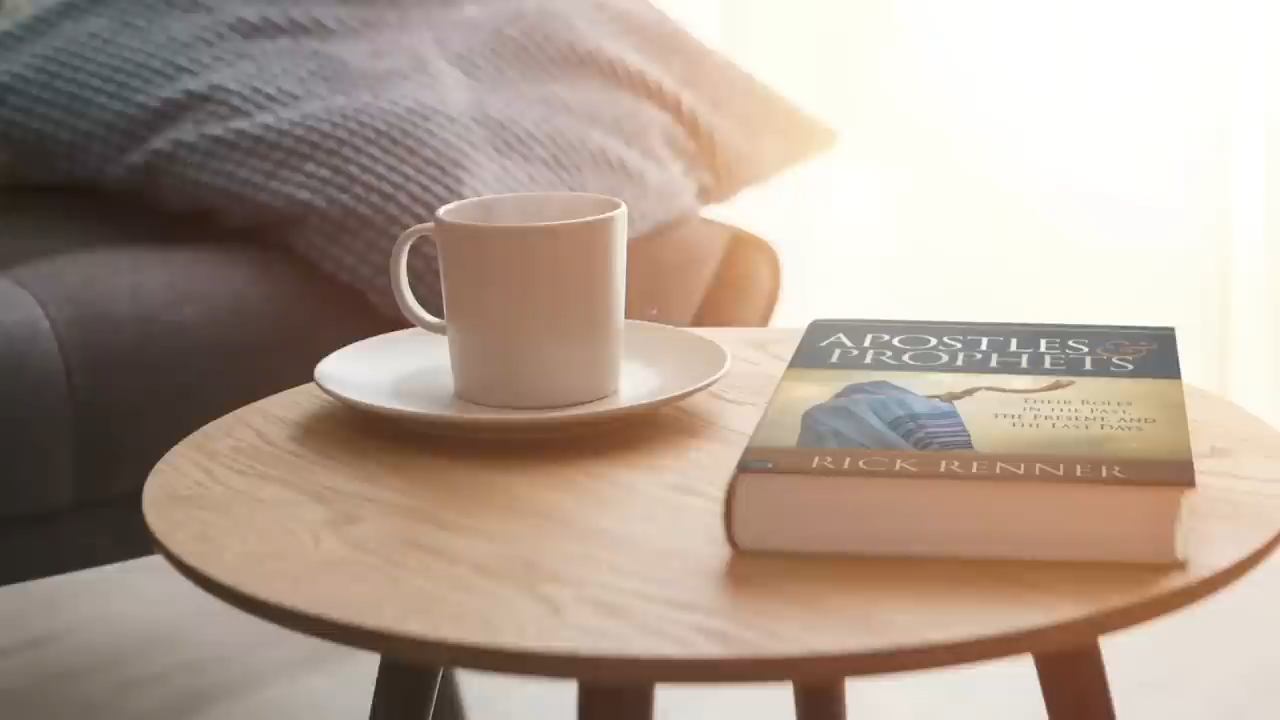 APOSTLES &
PROPHETS
THEIR ROLES
IN THE PAST,
THE PRESENT, AND
THE LAST DAYS
RICK RENNER